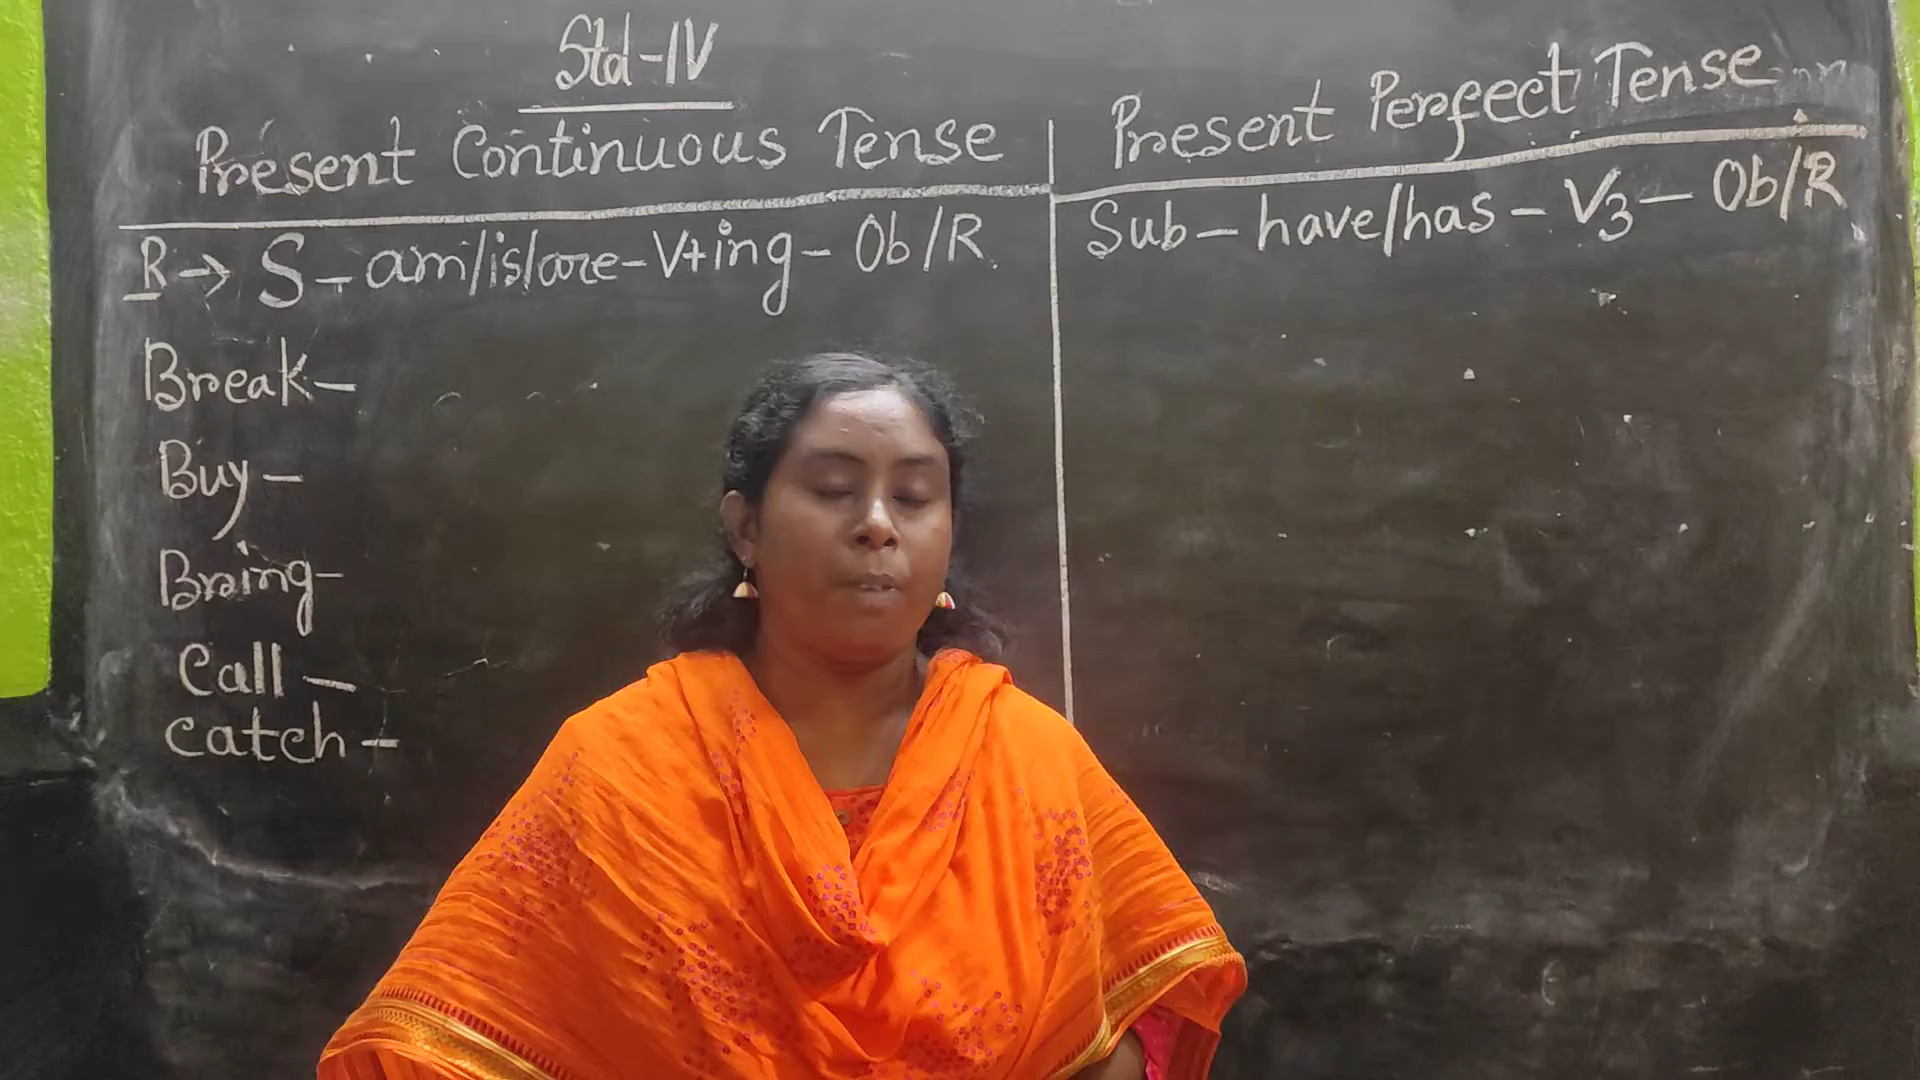 Std-IV
Present Continuous Tense
R → S - am/is/are - V+ing - Ob/R
Break -
Buy -
Bring -
Call -
Catch -
Present Perfect Tense
Sub - have/has - V3 - Ob/R